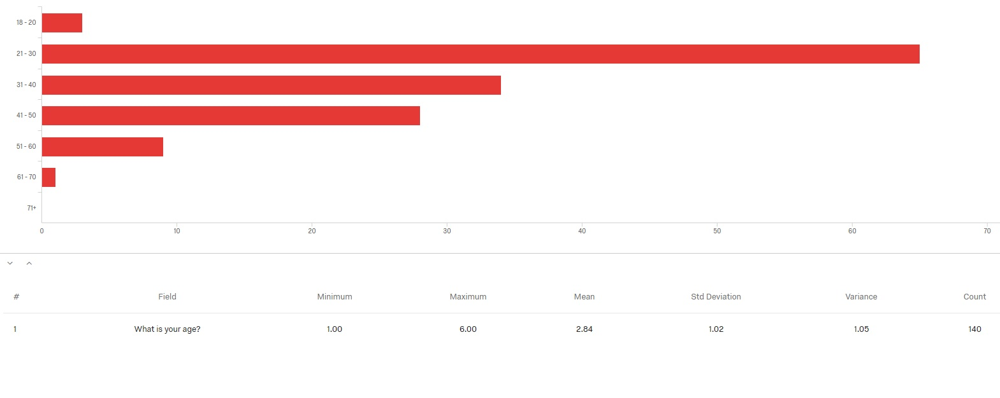 18 - 20
21 - 30
31 - 40
41 - 50
51 - 60
61 - 70
71+
0 10 20 30 40 50 60 70
# Field Minimum Maximum Mean Std Deviation Variance Count
1 What is your age? 1.00 6.00 2.84 1.02 1.05 140